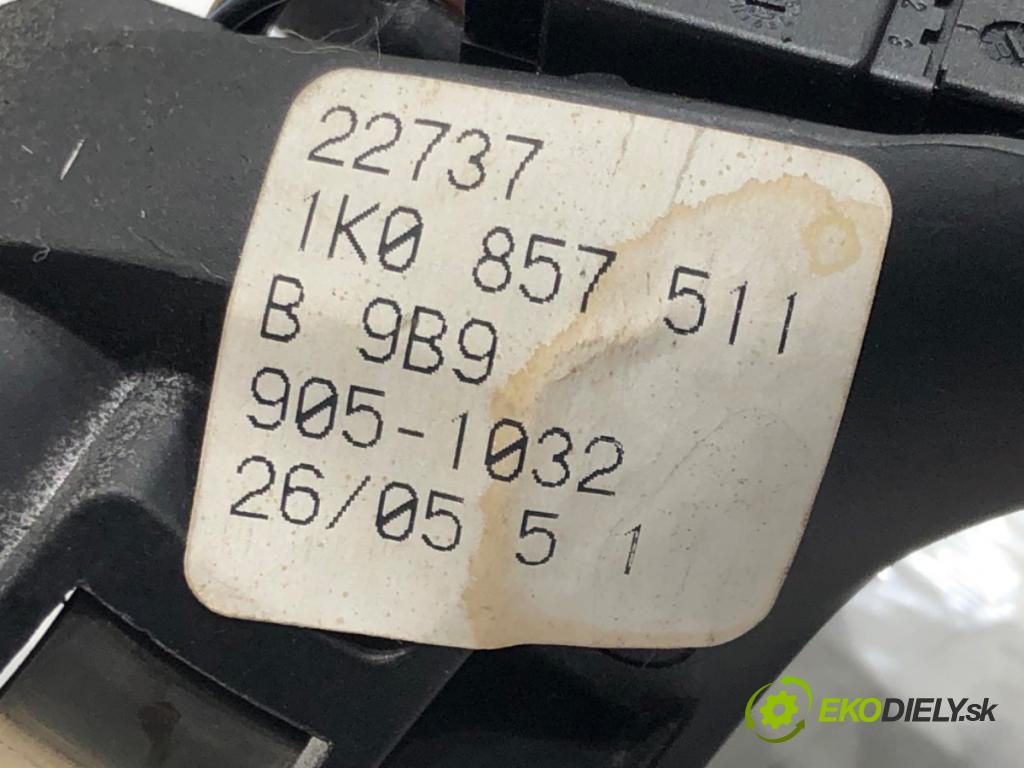 22737
1K0 857 511
B 9B9
905-1032
26/05 5 1
EKODIELY.sk